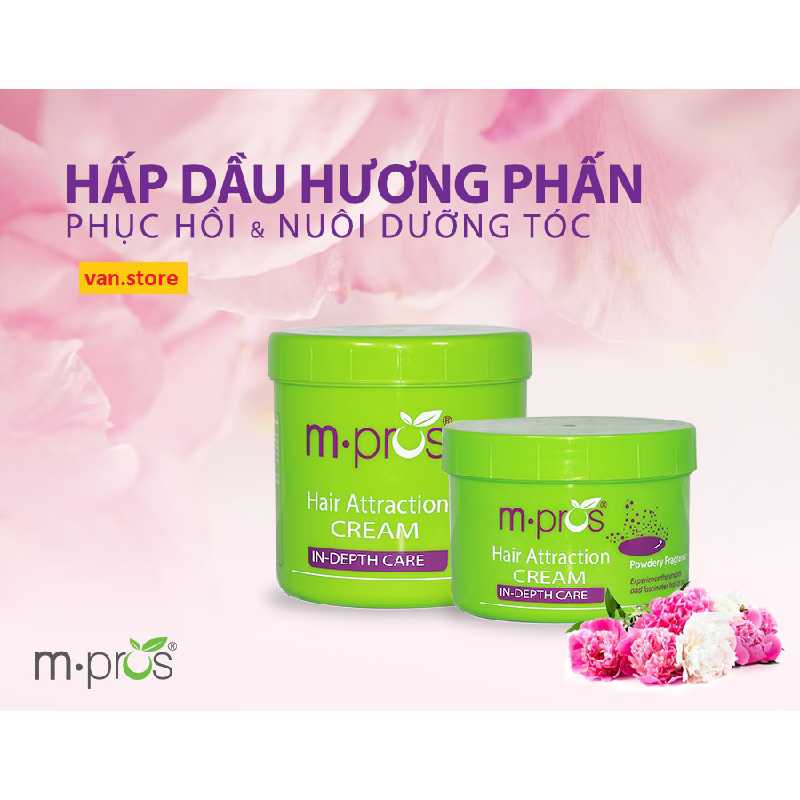 HẤP DẦU HƯƠNG PHẤN
PHỤC HỒI & NUÔI DƯỠNG TÓC
van.store
m·pros®
Hair Attraction
CREAM
IN-DEPTH CARE
m·pros®
Hair Attraction
CREAM
IN-DEPTH CARE
Powdery
m·pros®